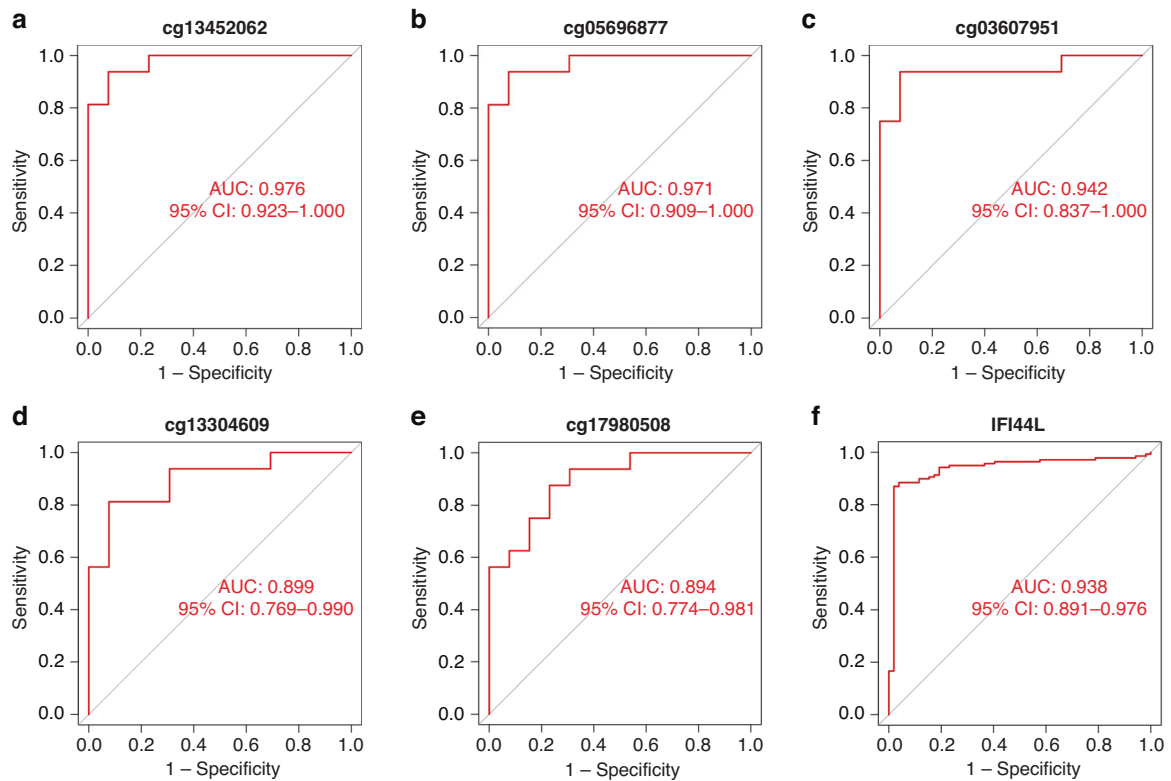 a
cg13452062
1.0
0.8
0.6
0.4
0.2
0.0
Sensitivity
AUC: 0.976
95% CI: 0.923–1.000
0.0 0.2 0.4 0.6 0.8 1.0
1 – Specificity
b
cg05696877
1.0
0.8
0.6
0.4
0.2
0.0
Sensitivity
AUC: 0.971
95% CI: 0.909–1.000
0.0 0.2 0.4 0.6 0.8 1.0
1 – Specificity
c
cg03607951
1.0
0.8
0.6
0.4
0.2
0.0
Sensitivity
AUC: 0.942
95% CI: 0.837–1.000
0.0 0.2 0.4 0.6 0.8 1.0
1 – Specificity
d
cg13304609
1.0
0.8
0.6
0.4
0.2
0.0
Sensitivity
AUC: 0.899
95% CI: 0.769–0.990
0.0 0.2 0.4 0.6 0.8 1.0
1 – Specificity
e
cg17980508
1.0
0.8
0.6
0.4
0.2
0.0
Sensitivity
AUC: 0.894
95% CI: 0.774–0.981
0.0 0.2 0.4 0.6 0.8 1.0
1 – Specificity
f
IFI44L
1.0
0.8
0.6
0.4
0.2
0.0
Sensitivity
AUC: 0.938
95% CI: 0.891–0.976
0.0 0.2 0.4 0.6 0.8 1.0
1 – Specificity